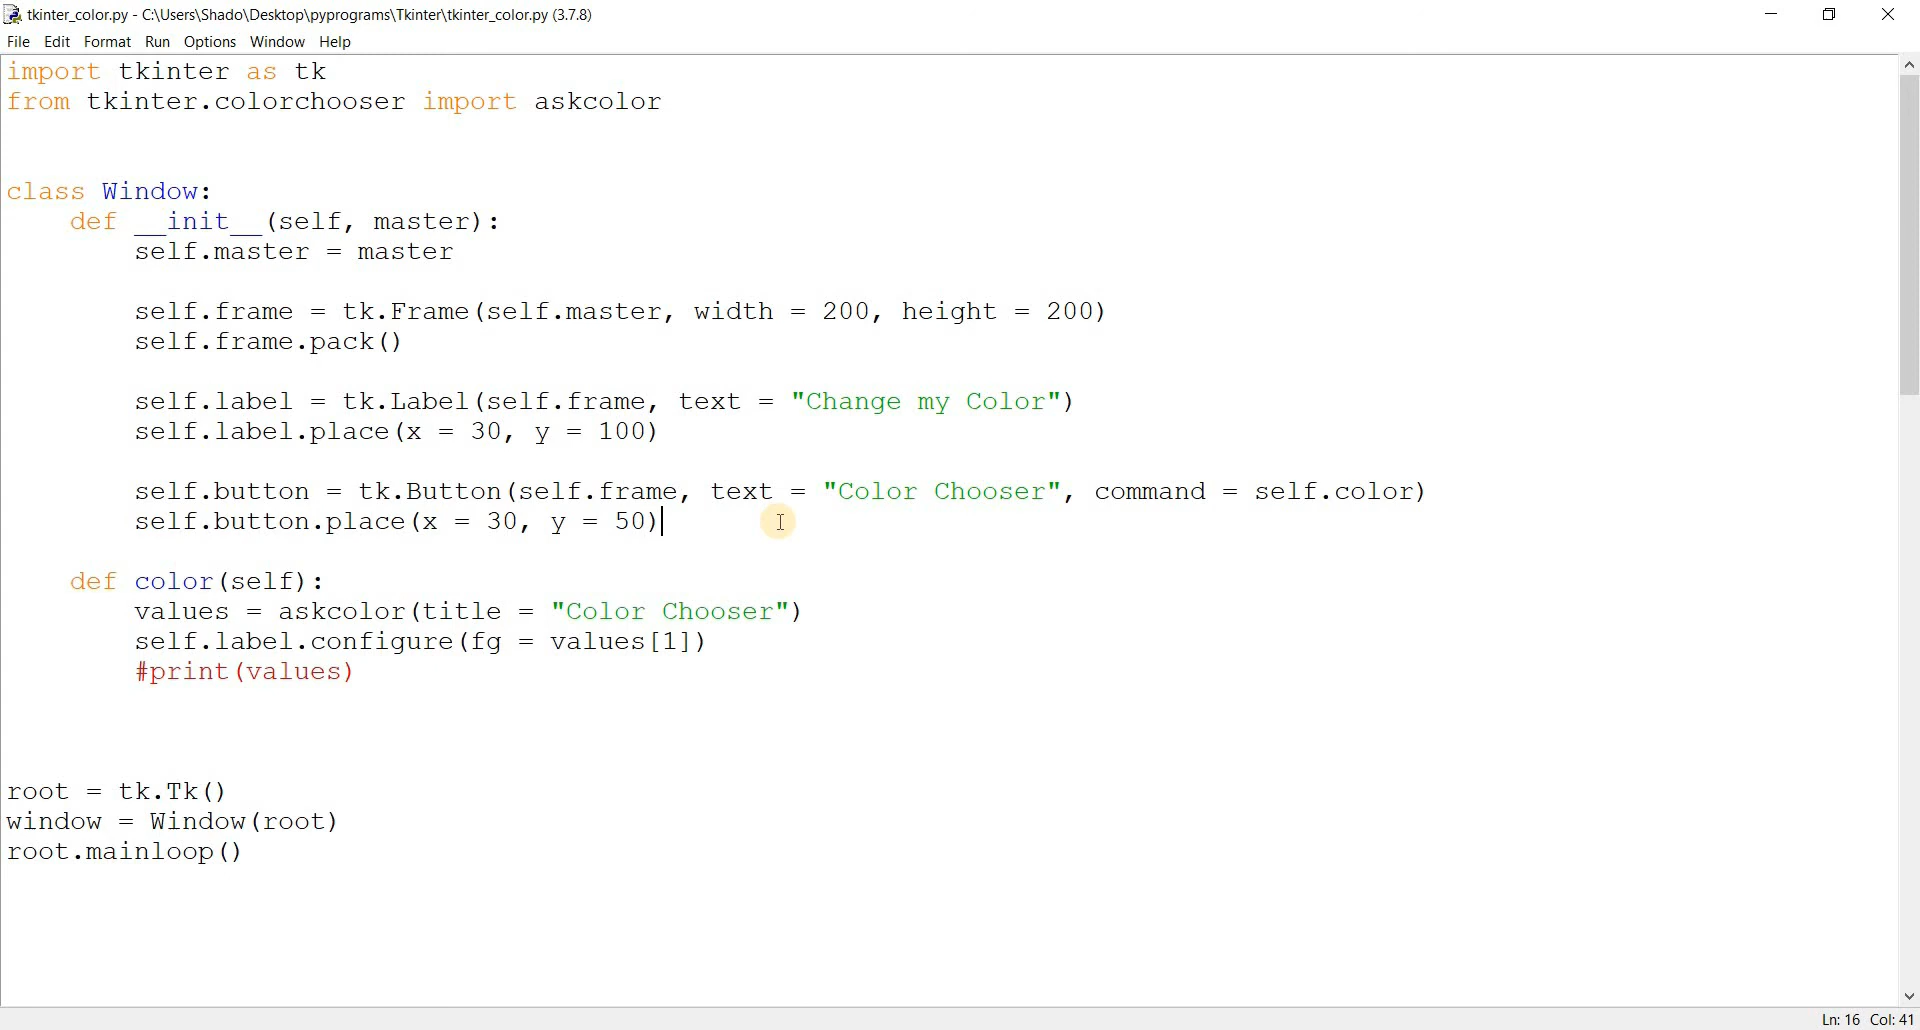 tkinter_color.py - C:\Users\Shado\Desktop\pyprograms\Tkinter\tkinter_color.py (3.7.8)
File Edit Format Run Options Window Help
import tkinter as tk
from tkinter.colorchooser import askcolor
class Window:
    def __init__(self, master):
        self.master = master
        self.frame = tk.Frame(self.master, width = 200, height = 200)
        self.frame.pack()
        self.label = tk.Label(self.frame, text = "Change my Color")
        self.label.place(x = 30, y = 100)
        self.button = tk.Button(self.frame, text = "Color Chooser", command = self.color)
        self.button.place(x = 30, y = 50)
    def color(self):
        values = askcolor(title = "Color Chooser")
        self.label.configure(fg = values[1])
        #print(values)
root = tk.Tk()
window = Window(root)
root.mainloop()
Ln: 16 Col: 41